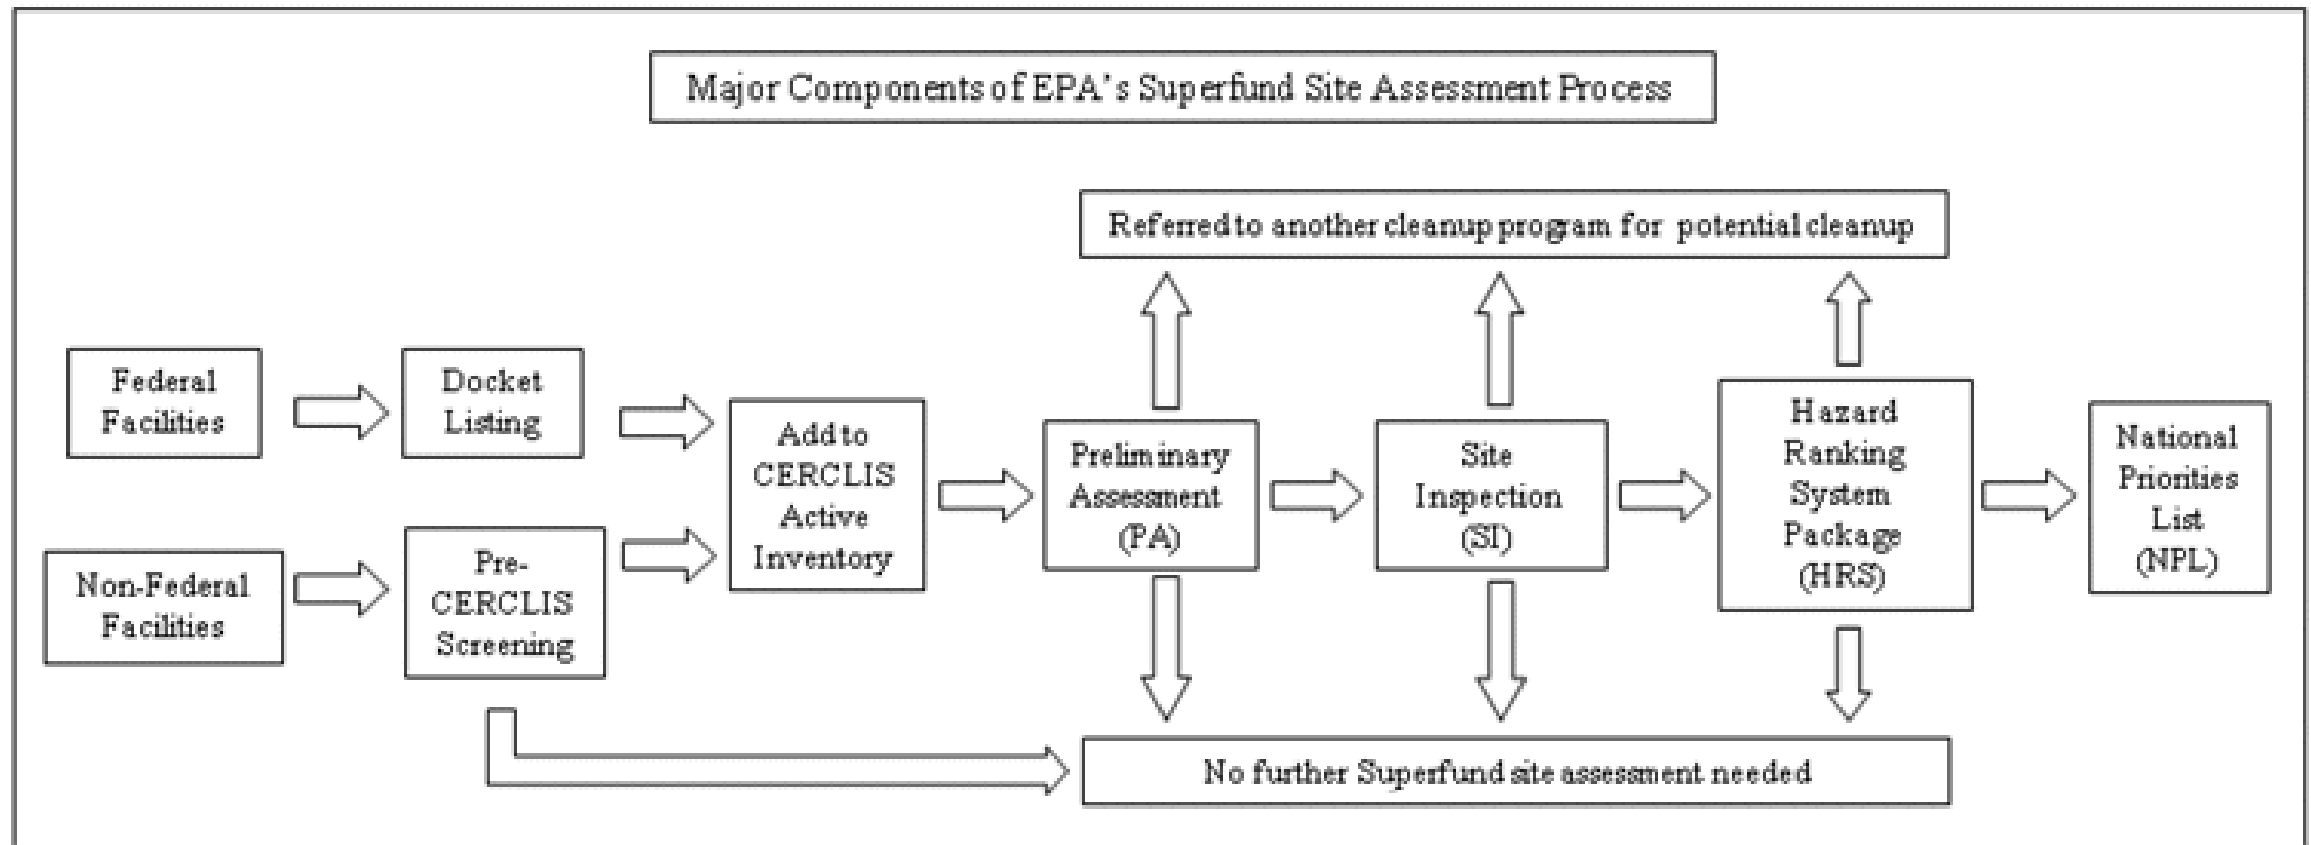 Major Components of EPA's Superfund Site Assessment Process
Referred to another cleanup program for potential cleanup
Federal
Facilities
Docket
Listing
Non-Federal
Facilities
Pre-
CERCLIS
Screening
Add to
CERCLIS
Active
Inventory
Preliminary
Assessment
(PA)
Site
Inspection
(SI)
Hazard
Ranking
System
Package
(HRS)
National
Priorities
List
(NPL)
No further Superfund site assessment needed